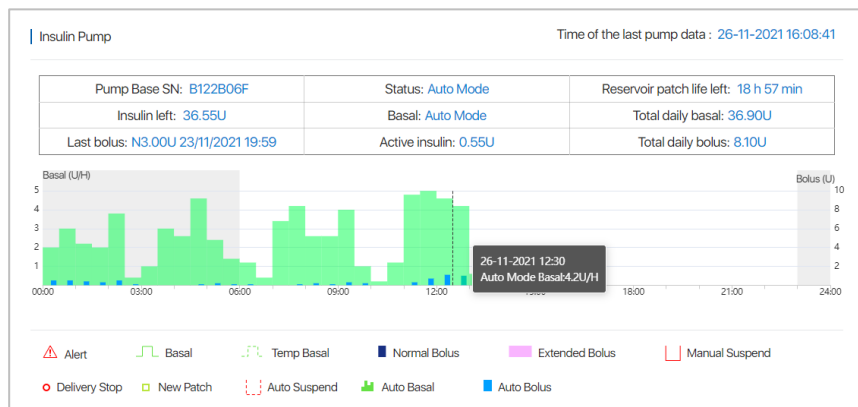 Insulin Pump
Time of the last pump data : 26-11-2021 16:08:41
Pump Base SN: B122B06F
Status: Auto Mode
Reservoir patch life left: 18 h 57 min
Insulin left: 36.55U
Basal: Auto Mode
Total daily basal: 36.90U
Last bolus: N3.00U 23/11/2021 19:59
Active insulin: 0.55U
Total daily bolus: 8.10U
Basal (U/H)
Bolus (U)
5
10
4
8
3
6
2
4
1
2
26-11-2021 12:30
Auto Mode Basal:4.2U/H
00:00 03:00 06:00 09:00 12:00 18:00 21:00 24:00
Alert
Basal
Temp Basal
Normal Bolus
Extended Bolus
Manual Suspend
Delivery Stop
New Patch
Auto Suspend
Auto Basal
Auto Bolus